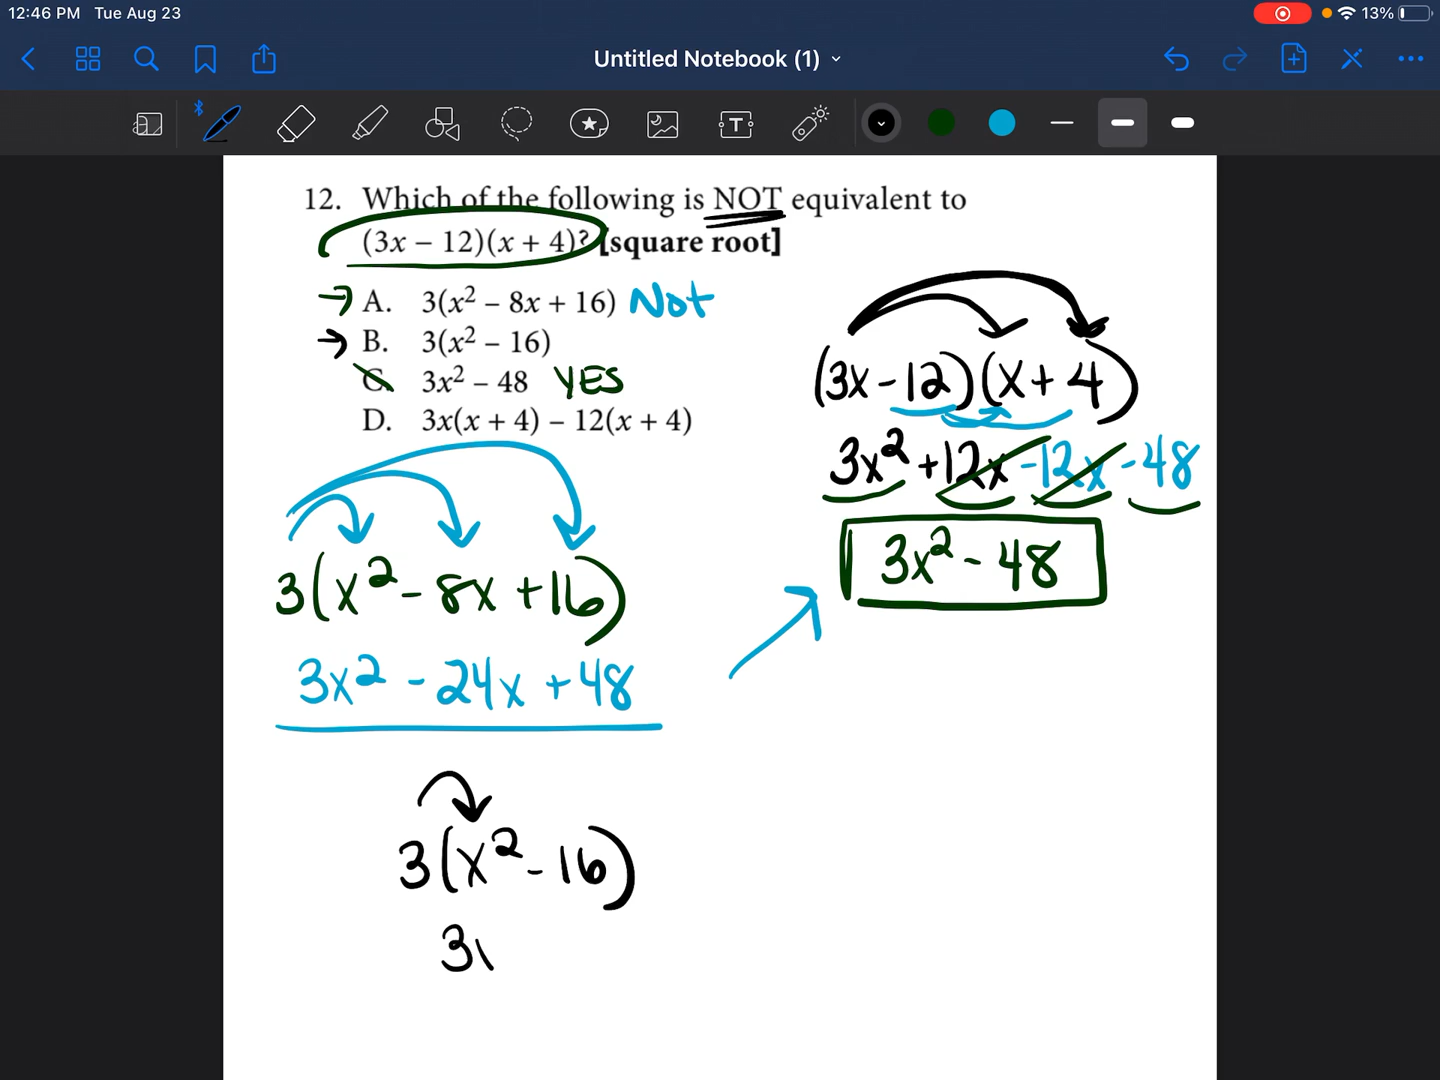 12:46 PM Tue Aug 23
13%
Untitled Notebook (1)
T
12. Which of the following is NOT equivalent to
(3x – 12)(x + 4)? [square root]
A. 3(x² – 8x + 16) Not
B. 3(x² – 16)
C. 3x² – 48 YES
D. 3x(x + 4) – 12(x + 4)
(3x - 12)(x + 4)
3x² + 12x - 12x - 48
3x² - 48
3(x² - 8x + 16)
3x² - 24x + 48
3(x² - 16)